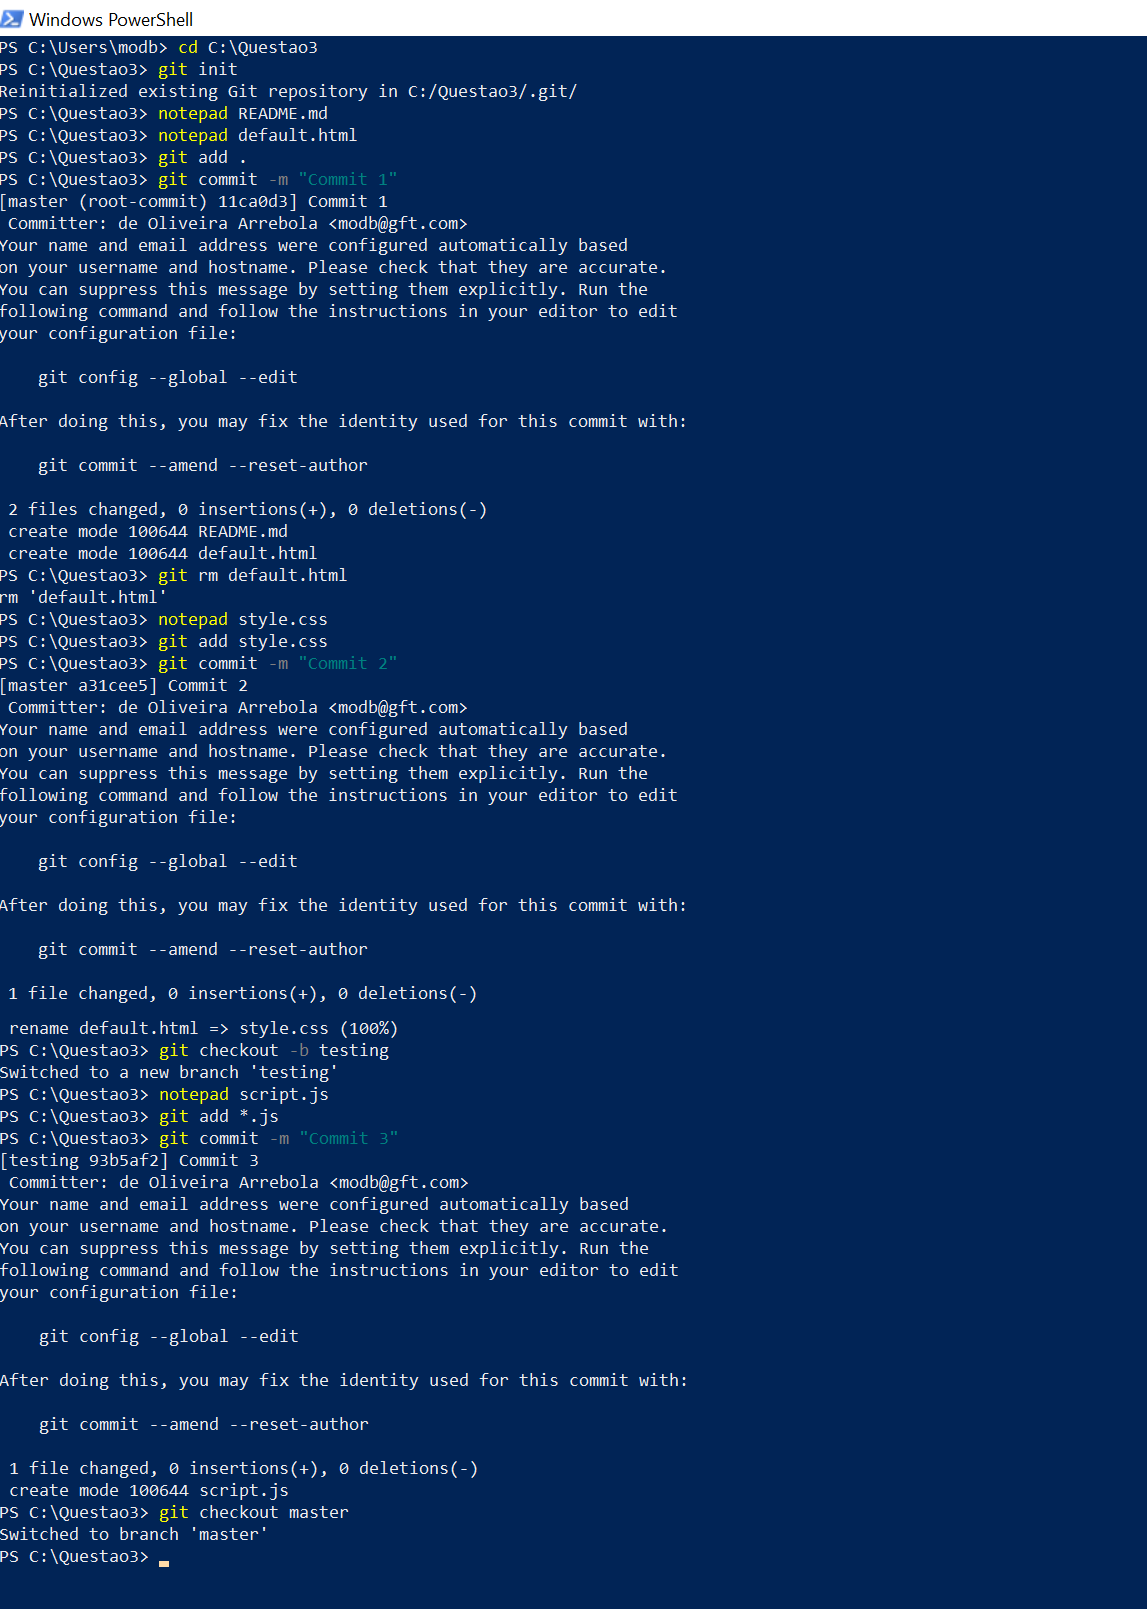 Windows PowerShell
PS C:\Users\modb> cd C:\Questao3
PS C:\Questao3> git init
Reinitialized existing Git repository in C:/Questao3/.git/
PS C:\Questao3> notepad README.md
PS C:\Questao3> notepad default.html
PS C:\Questao3> git add .
PS C:\Questao3> git commit -m "Commit 1"
[master (root-commit) 11ca0d3] Commit 1
 Committer: de Oliveira Arrebola <modb@gft.com>
Your name and email address were configured automatically based
on your username and hostname. Please check that they are accurate.
You can suppress this message by setting them explicitly. Run the
following command and follow the instructions in your editor to edit
your configuration file:

    git config --global --edit

After doing this, you may fix the identity used for this commit with:

    git commit --amend --reset-author

 2 files changed, 0 insertions(+), 0 deletions(-)
 create mode 100644 README.md
 create mode 100644 default.html
PS C:\Questao3> git rm default.html
rm 'default.html'
PS C:\Questao3> notepad style.css
PS C:\Questao3> git add style.css
PS C:\Questao3> git commit -m "Commit 2"
[master a31cee5] Commit 2
 Committer: de Oliveira Arrebola <modb@gft.com>
Your name and email address were configured automatically based
on your username and hostname. Please check that they are accurate.
You can suppress this message by setting them explicitly. Run the
following command and follow the instructions in your editor to edit
your configuration file:

    git config --global --edit

After doing this, you may fix the identity used for this commit with:

    git commit --amend --reset-author

 1 file changed, 0 insertions(+), 0 deletions(-)
 rename default.html => style.css (100%)
PS C:\Questao3> git checkout -b testing
Switched to a new branch 'testing'
PS C:\Questao3> notepad script.js
PS C:\Questao3> git add *.js
PS C:\Questao3> git commit -m "Commit 3"
[testing 93b5af2] Commit 3
 Committer: de Oliveira Arrebola <modb@gft.com>
Your name and email address were configured automatically based
on your username and hostname. Please check that they are accurate.
You can suppress this message by setting them explicitly. Run the
following command and follow the instructions in your editor to edit
your configuration file:

    git config --global --edit

After doing this, you may fix the identity used for this commit with:

    git commit --amend --reset-author

 1 file changed, 0 insertions(+), 0 deletions(-)
 create mode 100644 script.js
PS C:\Questao3> git checkout master
Switched to branch 'master'
PS C:\Questao3>